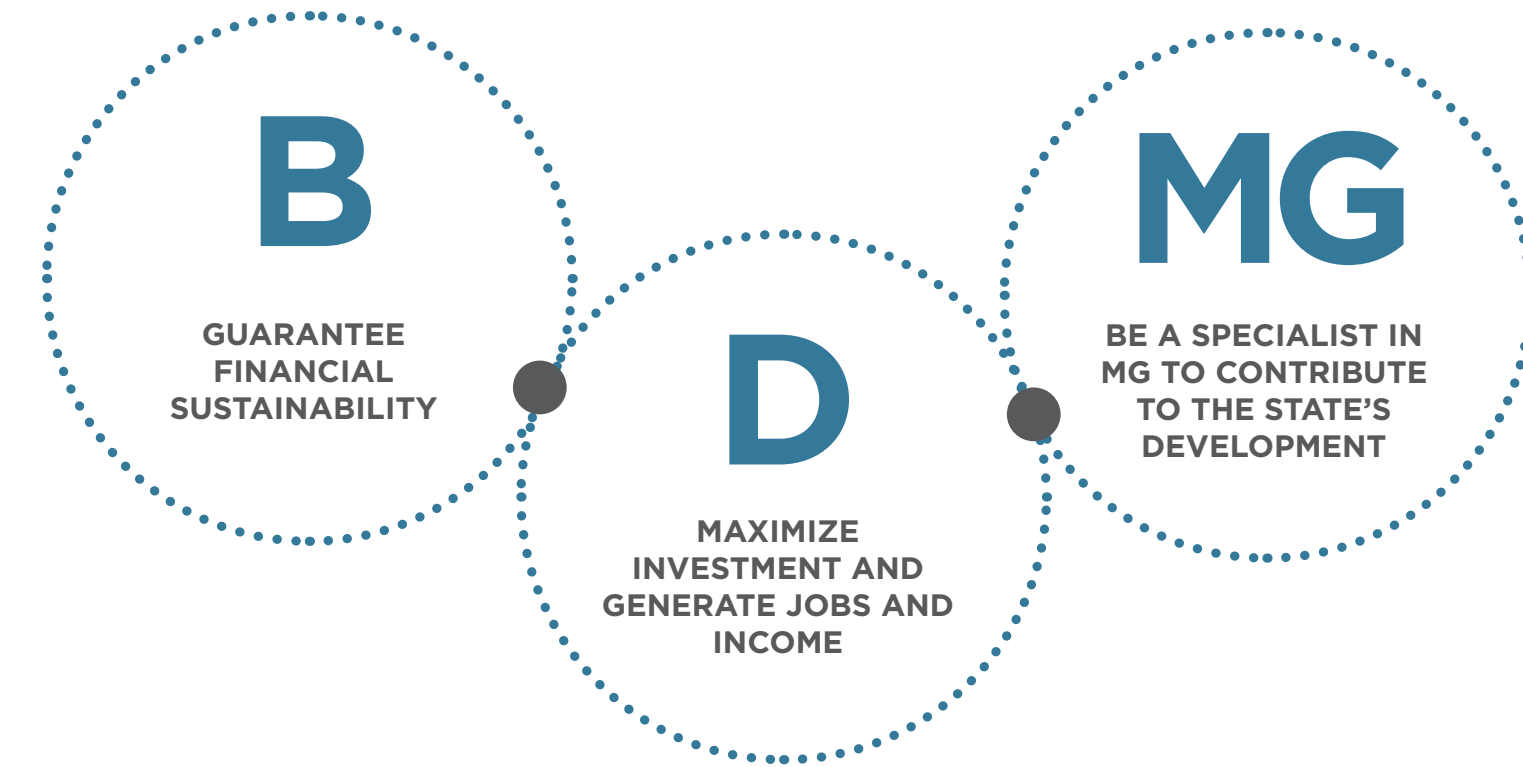 B
GUARANTEE
FINANCIAL
SUSTAINABILITY
D
MAXIMIZE
INVESTMENT AND
GENERATE JOBS AND
INCOME
MG
BE A SPECIALIST IN
MG TO CONTRIBUTE
TO THE STATE’S
DEVELOPMENT